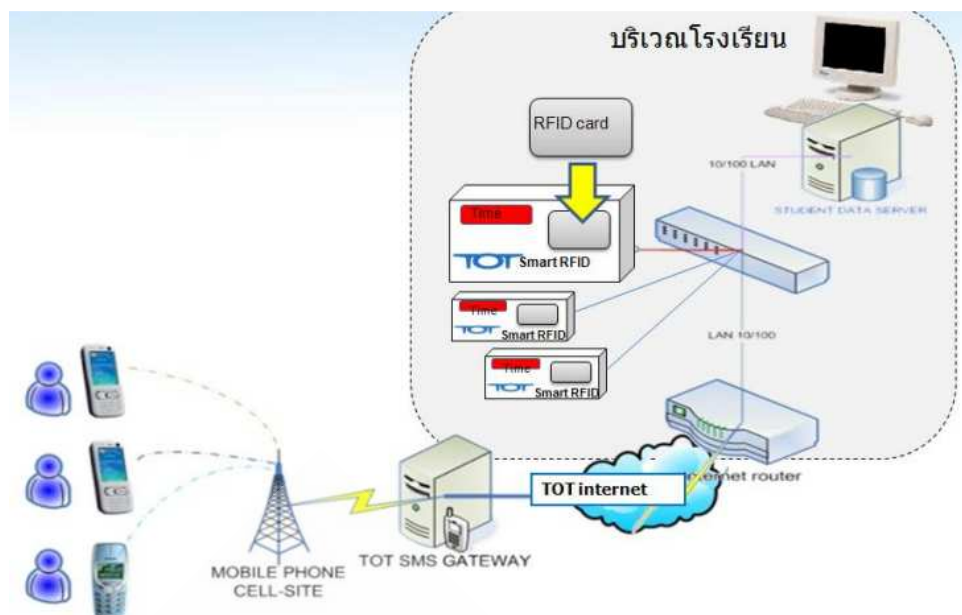 บริเวณโรงเรียน
RFID card
10/100 LAN
Time
STUDENT DATA SERVER
TOT Smart RFID
Time
TOT Smart RFID
LAN 10/100
Time
TOT Smart RFID
TOT internet
ternet router
TOT SMS GATEWAY
MOBILE PHONE
CELL-SITE